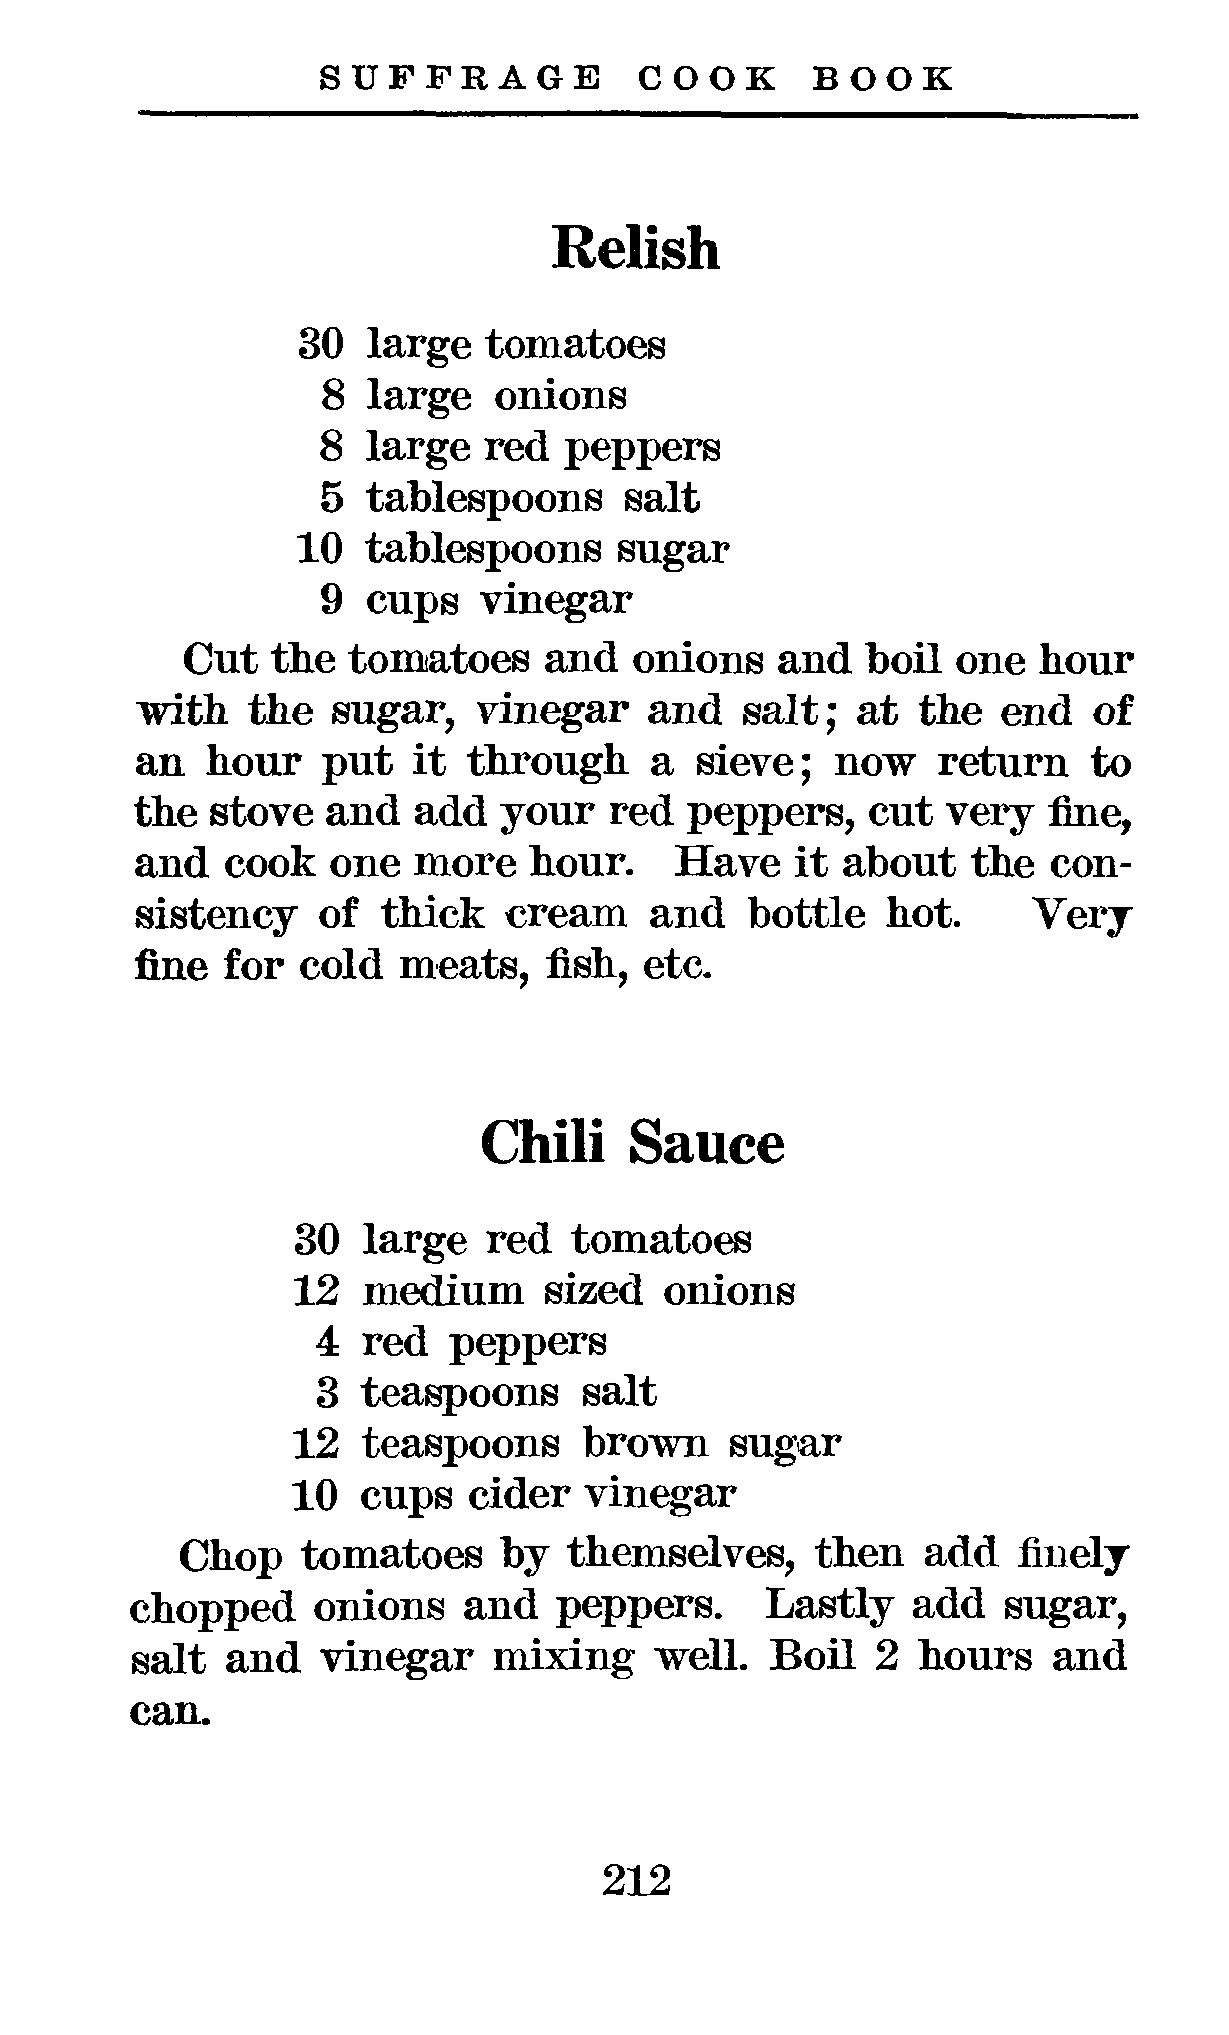 SUFFRAGE COOK BOOK
Relish
30 large tomatoes
8 large onions
8 large red peppers
5 tablespoons salt
10 tablespoons sugar
9 cups vinegar
Cut the tomatoes and onions and boil one hour
with the sugar, vinegar and salt; at the end of
an hour put it through a sieve; now return to
the stove and add your red peppers, cut very fine,
and cook one more hour. Have it about the con-
sistency of thick cream and bottle hot. Very
fine for cold meats, fish, etc.
Chili Sauce
30 large red tomatoes
12 medium sized onions
4 red peppers
3 teaspoons salt
12 teaspoons brown sugar
10 cups cider vinegar
Chop tomatoes by themselves, then add finely
chopped onions and peppers. Lastly add sugar,
salt and vinegar mixing well. Boil 2 hours and
can.
212